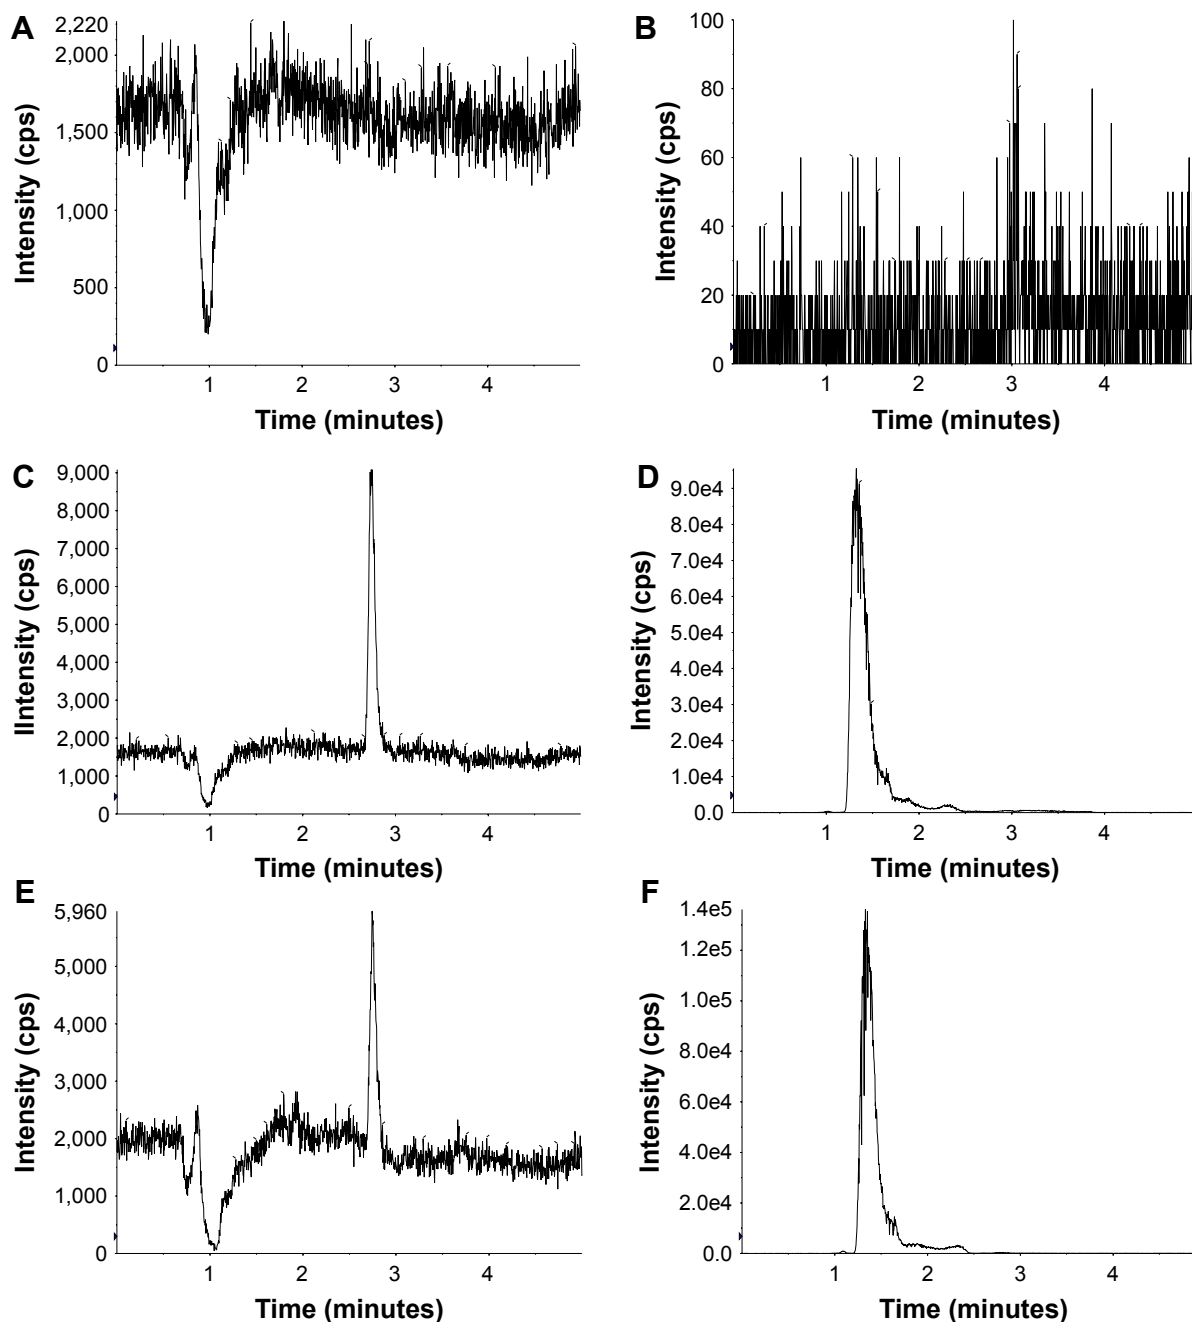 A
2,220
2,000
1,500
1,000
500
0
Intensity (cps)
1 2 3 4
Time (minutes)
B
100
80
60
40
20
0
Intensity (cps)
1 2 3 4
Time (minutes)
C
9,000
8,000
7,000
6,000
5,000
4,000
3,000
2,000
1,000
0
IIntensity (cps)
1 2 3 4
Time (minutes)
D
9.0e4
8.0e4
7.0e4
6.0e4
5.0e4
4.0e4
3.0e4
2.0e4
1.0e4
0.0
Intensity (cps)
1 2 3 4
Time (minutes)
E
5,960
5,000
4,000
3,000
2,000
1,000
0
Intensity (cps)
1 2 3 4
Time (minutes)
F
1.4e5
1.2e5
1.0e5
8.0e4
6.0e4
4.0e4
2.0e4
0.0
Intensity (cps)
1 2 3 4
Time (minutes)